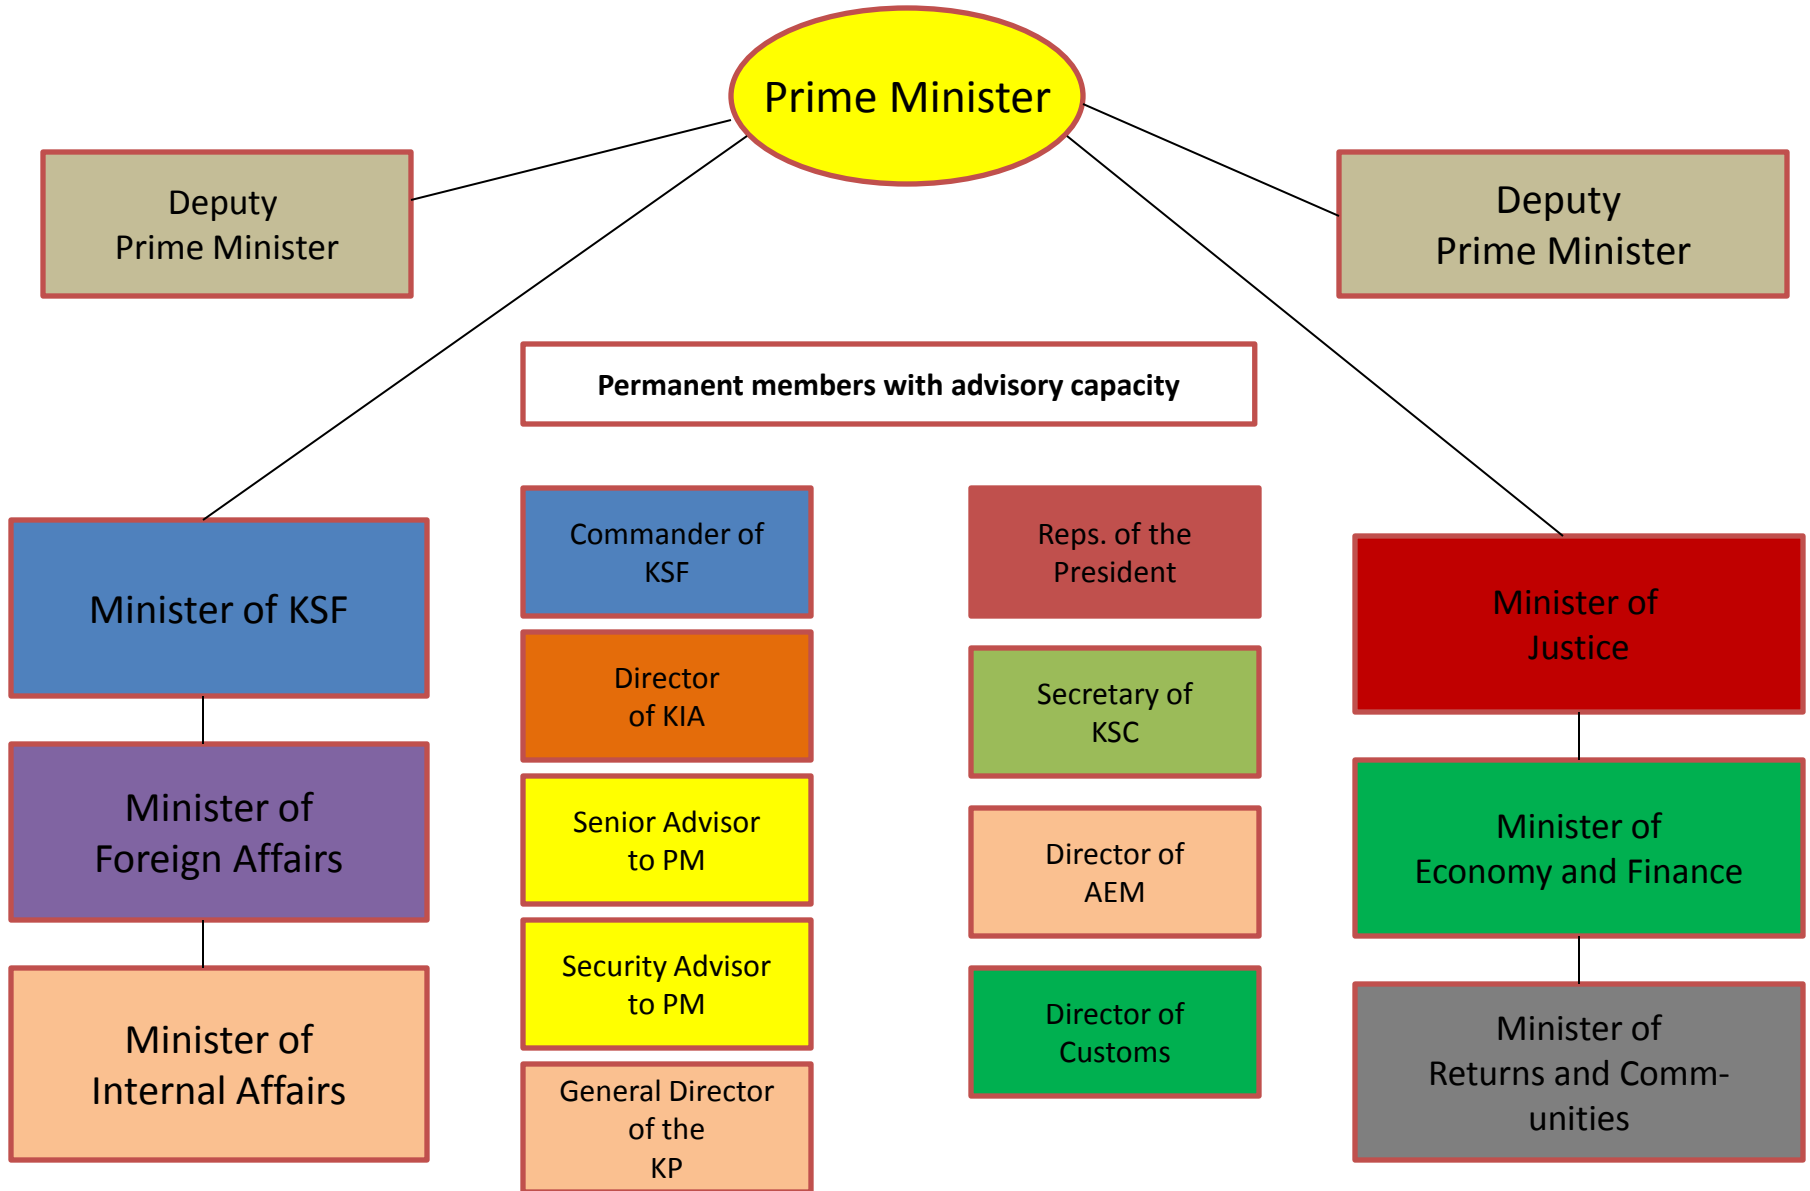 Prime Minister
Deputy
Prime Minister
Deputy
Prime Minister
Permanent members with advisory capacity
Minister of KSF
Minister of
Foreign Affairs
Minister of
Internal Affairs
Commander of
KSF
Director
of KIA
Senior Advisor
to PM
Security Advisor
to PM
General Director
of the
KP
Reps. of the
President
Secretary of
KSC
Director of
AEM
Director of
Customs
Minister of
Justice
Minister of
Economy and Finance
Minister of
Returns and Comm-
unities